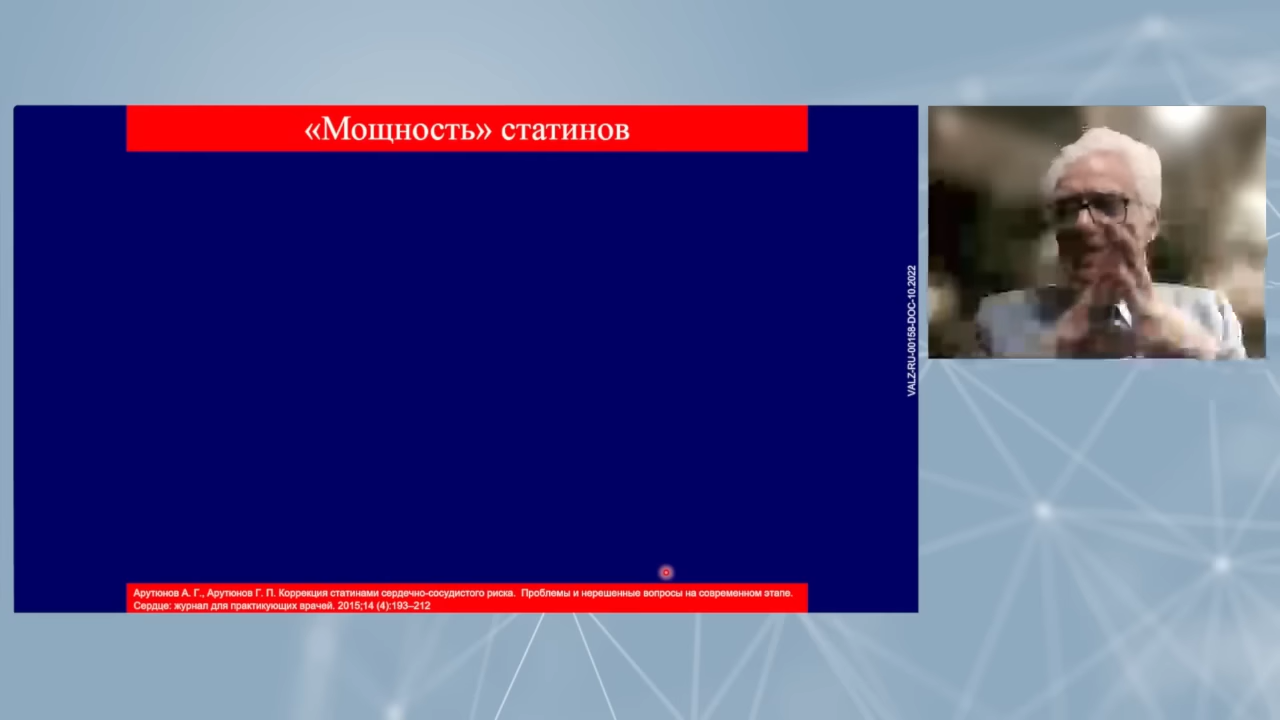 «Мощность» статинов
VALZ-RU-00158-DOC-10.2022
Арутюнов А. Г., Арутюнов Г. П. Коррекция статинами сердечно-сосудистого риска. Проблемы и нерешенные вопросы на современном этапе.
Сердце: журнал для практикующих врачей. 2015;14 (4):193–212